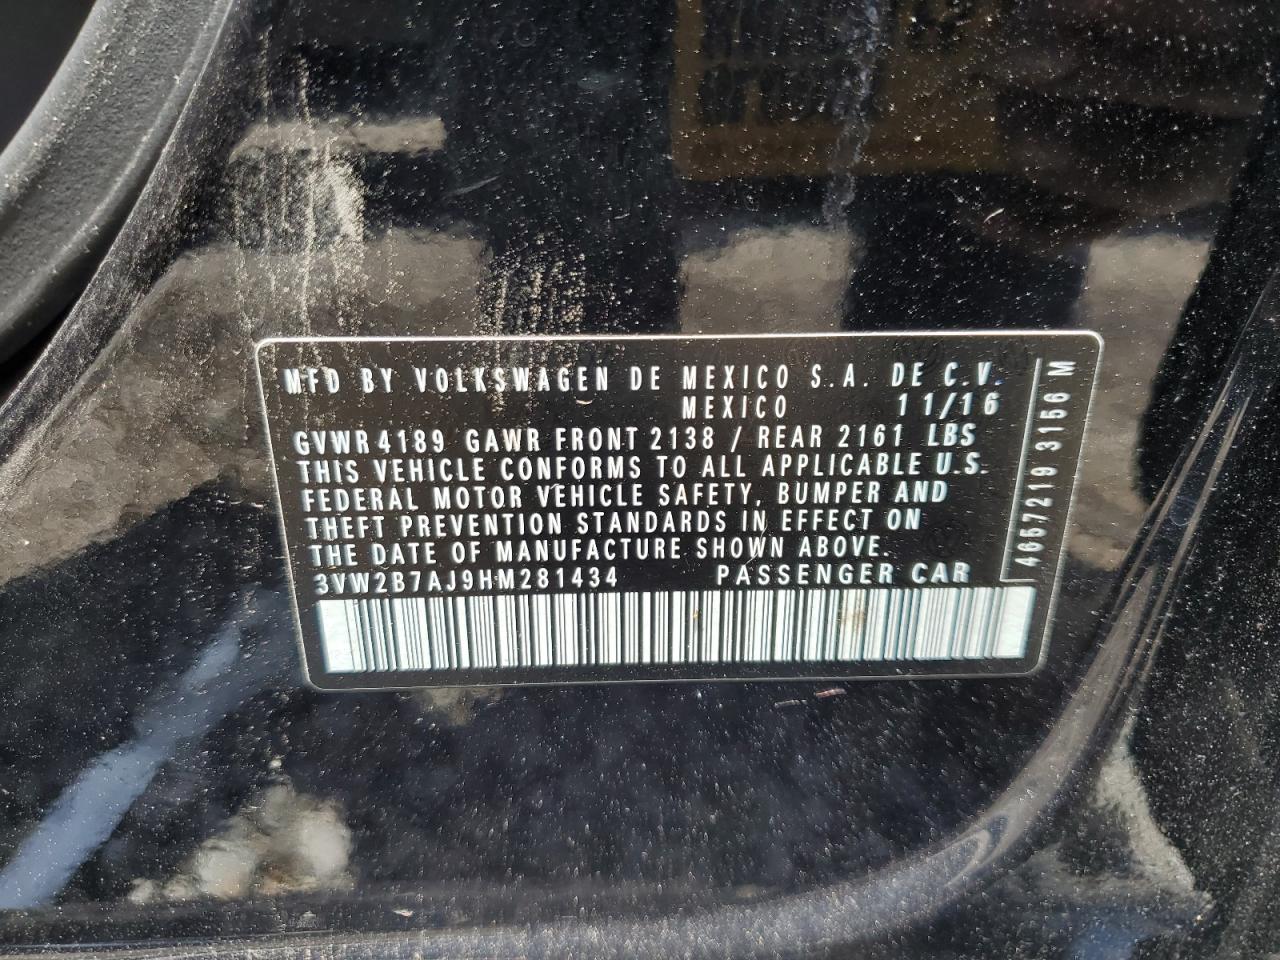 MFD BY VOLKSWAGEN DE MEXICO S.A. DE C.V.
MEXICO 11/16
GVWR 4189 GAWR FRONT 2138 / REAR 2161 LBS
THIS VEHICLE CONFORMS TO ALL APPLICABLE U.S.
FEDERAL MOTOR VEHICLE SAFETY, BUMPER AND
THEFT PREVENTION STANDARDS IN EFFECT ON
THE DATE OF MANUFACTURE SHOWN ABOVE.
3VW2B7AJ9HM281434 PASSENGER CAR
4657219 3156 M